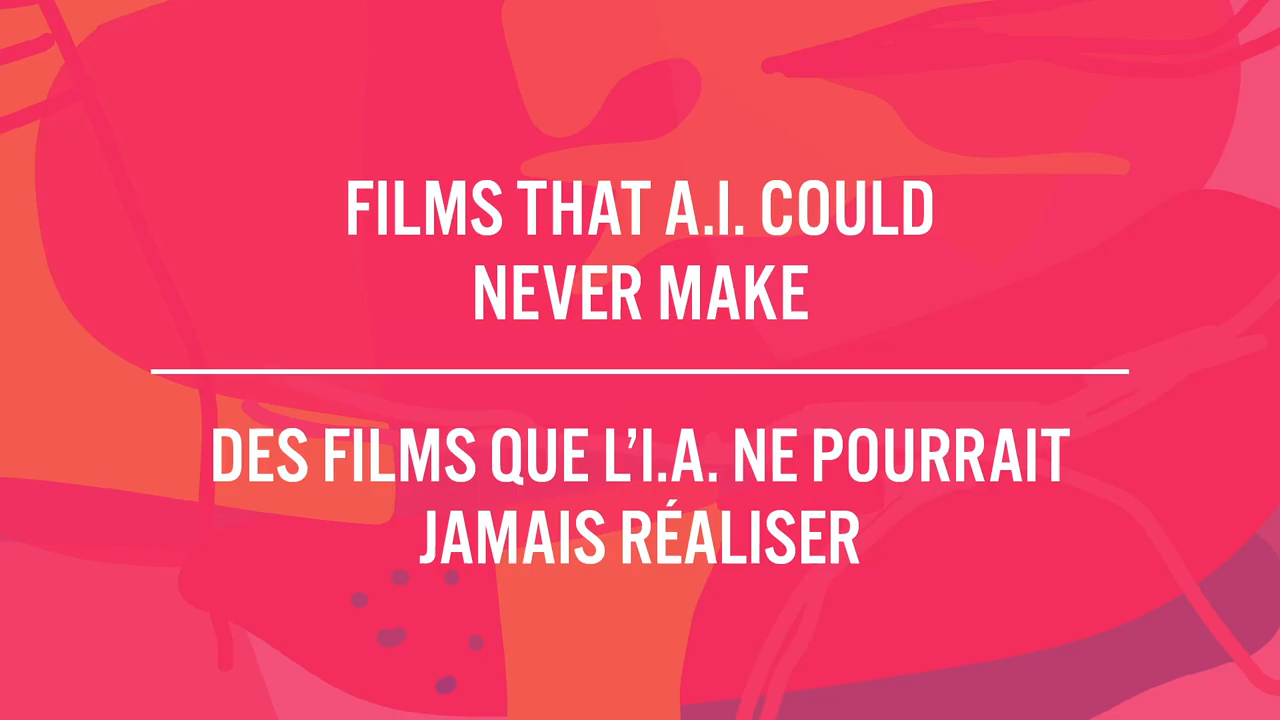 FILMS THAT A.I. COULD
NEVER MAKE
DES FILMS QUE L’I.A. NE POURRAIT
JAMAIS RÉALISER